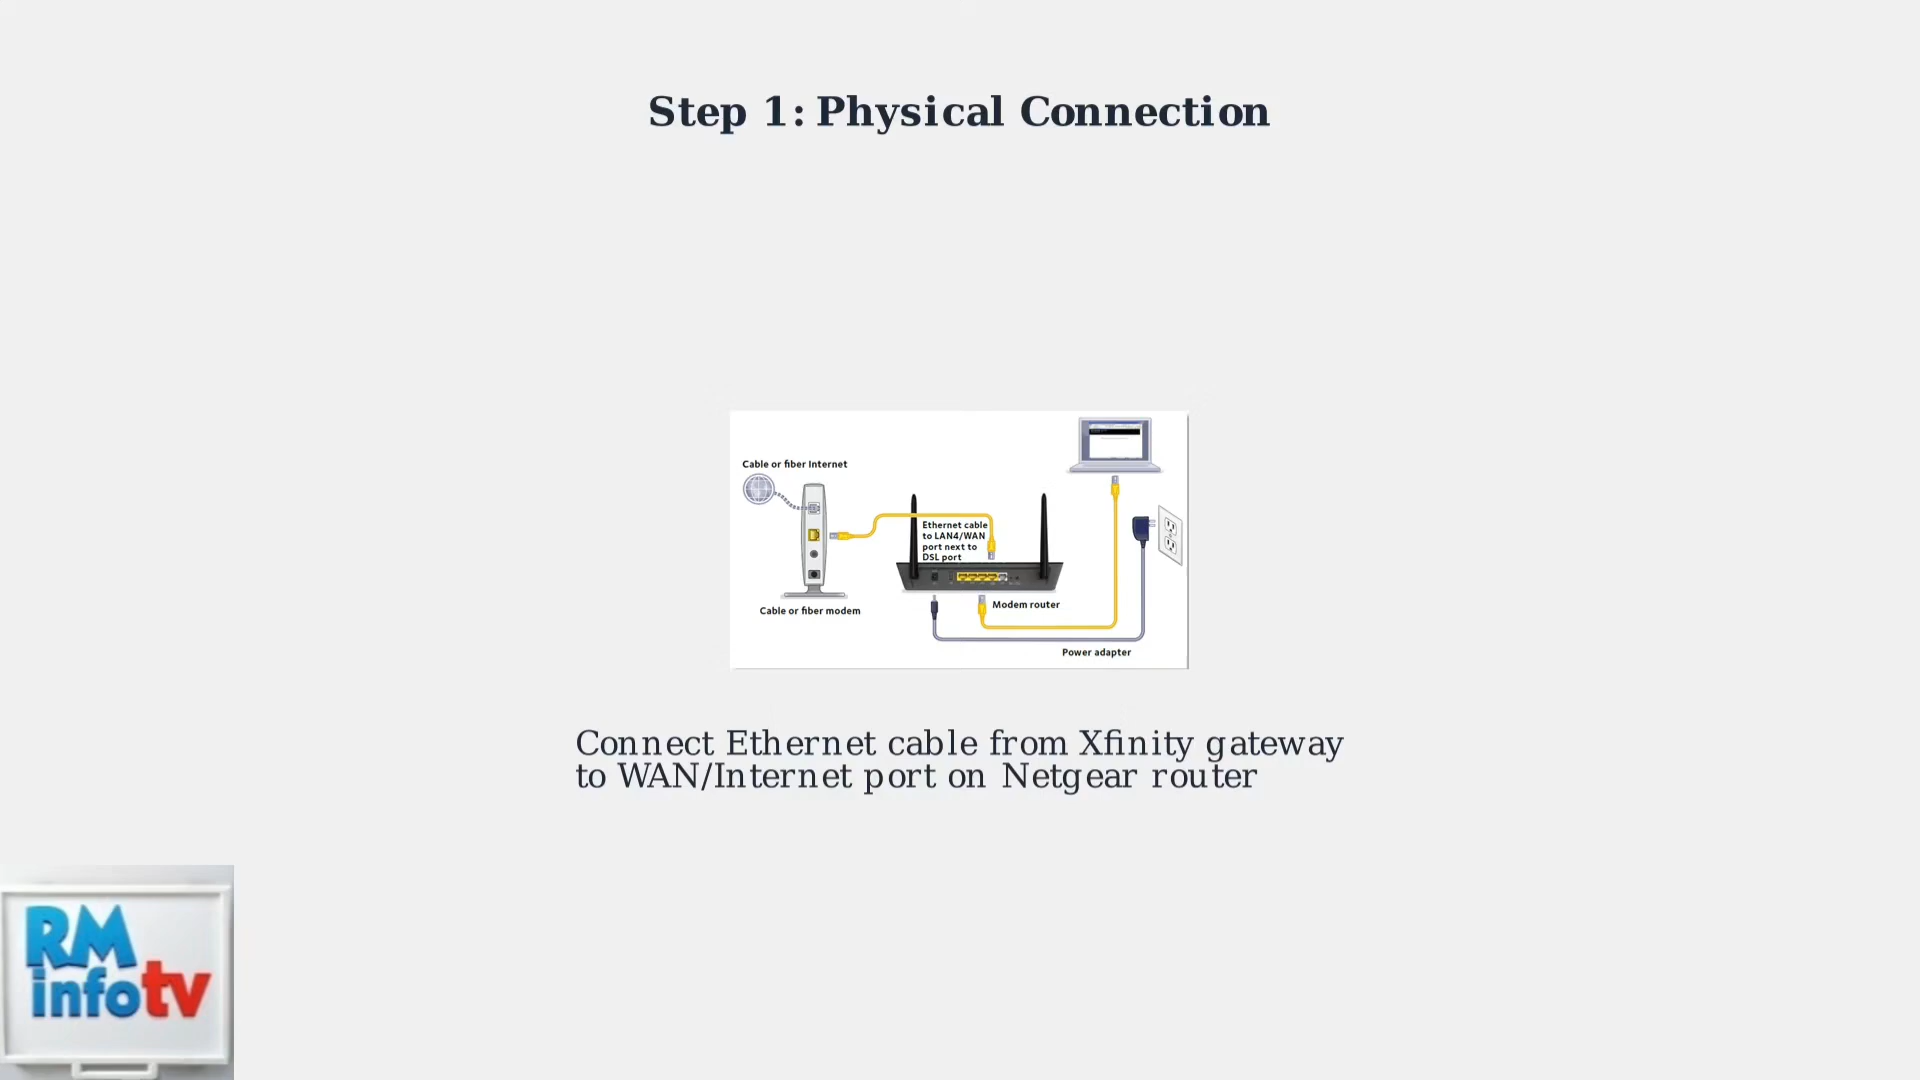 Step 1: Physical Connection
Cable or fiber Internet
Ethernet cable
to LAN4/WAN
port next to
DSL port
Modem router
Cable or fiber modem
Power adapter
Connect Ethernet cable from Xfinity gateway
to WAN/Internet port on Netgear router
RM
infotv